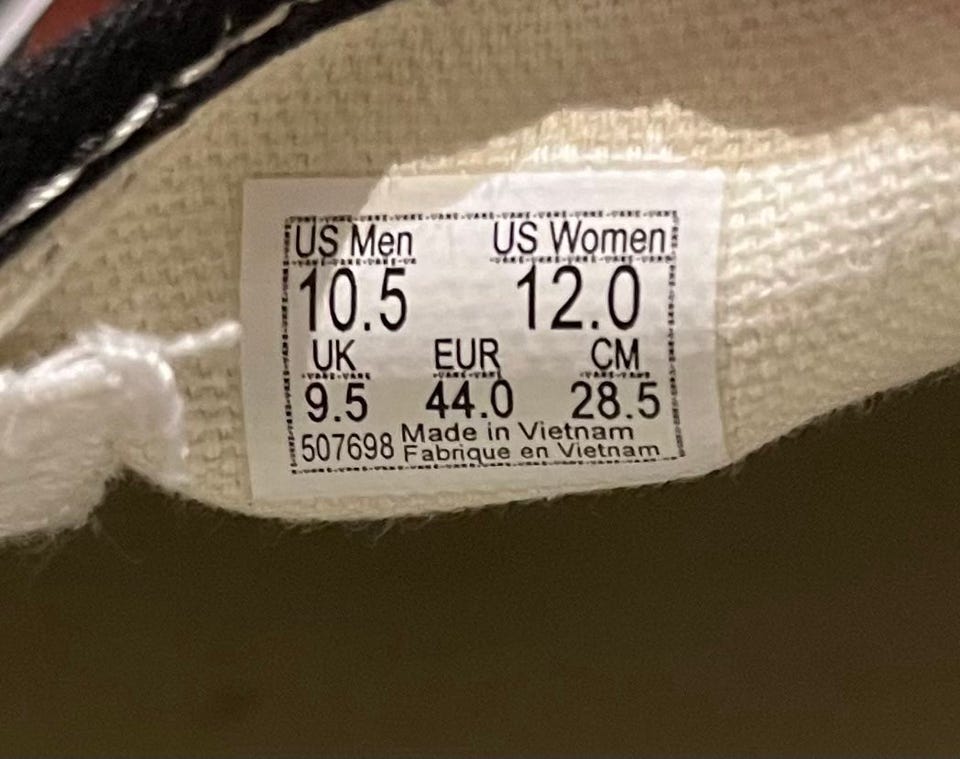 US Men US Women
10.5 12.0
UK EUR CM
9.5 44.0 28.5
507698 Made in Vietnam
Fabrique en Vietnam